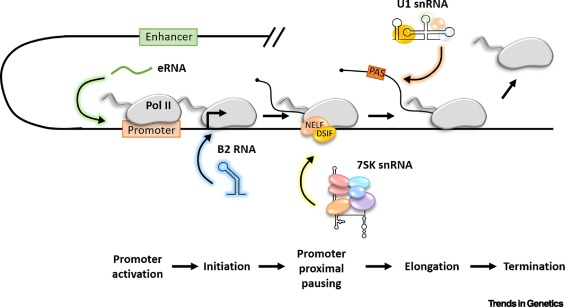 U1 snRNA
Enhancer
eRNA
PAS
Pol II
Promoter
NELF
DSIF
B2 RNA
7SK snRNA
Promoter
activation
Initiation
Promoter
proximal
pausing
Elongation
Termination
Trends in Genetics